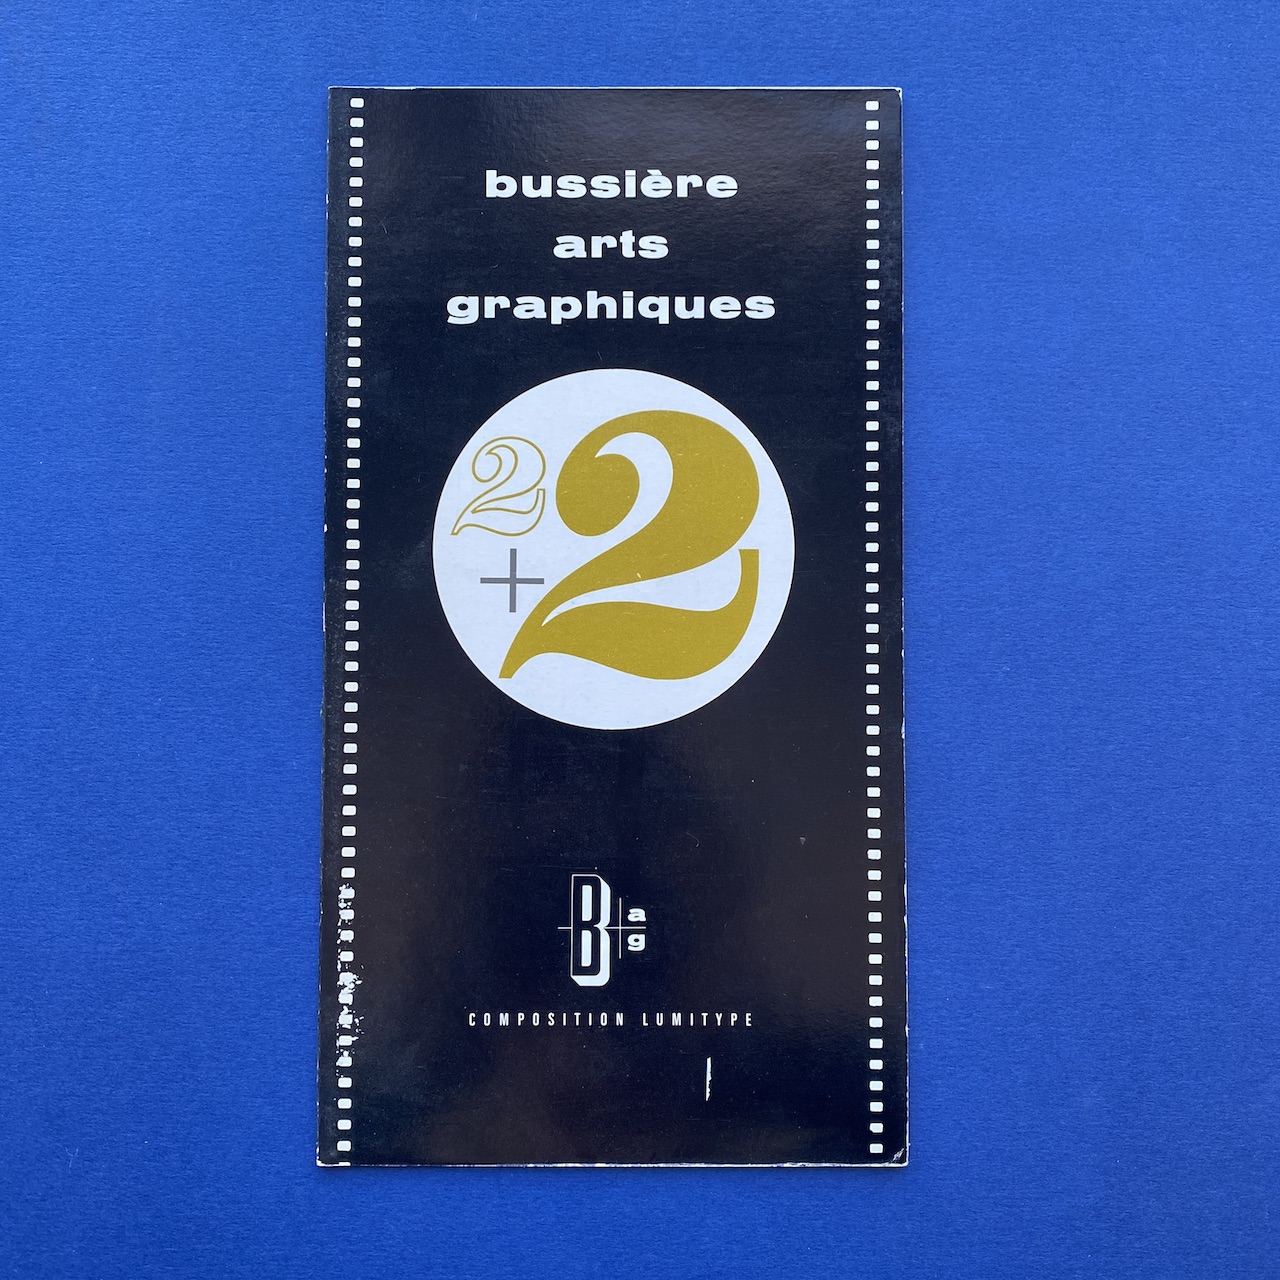 bussière
arts
graphiques
2
+2
B a
g
COMPOSITION LUMITYPE